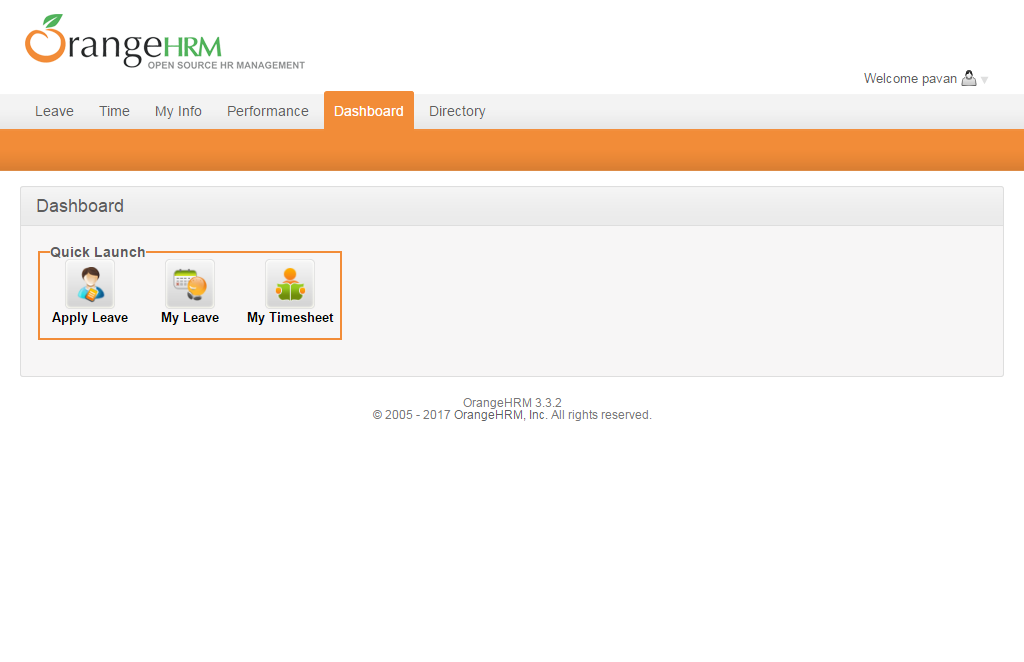 OrangeHRM
OPEN SOURCE HR MANAGEMENT
Welcome pavan
Leave Time My Info Performance Dashboard Directory
Dashboard
Quick Launch
Apply Leave My Leave My Timesheet
OrangeHRM 3.3.2
© 2005 - 2017 OrangeHRM, Inc. All rights reserved.